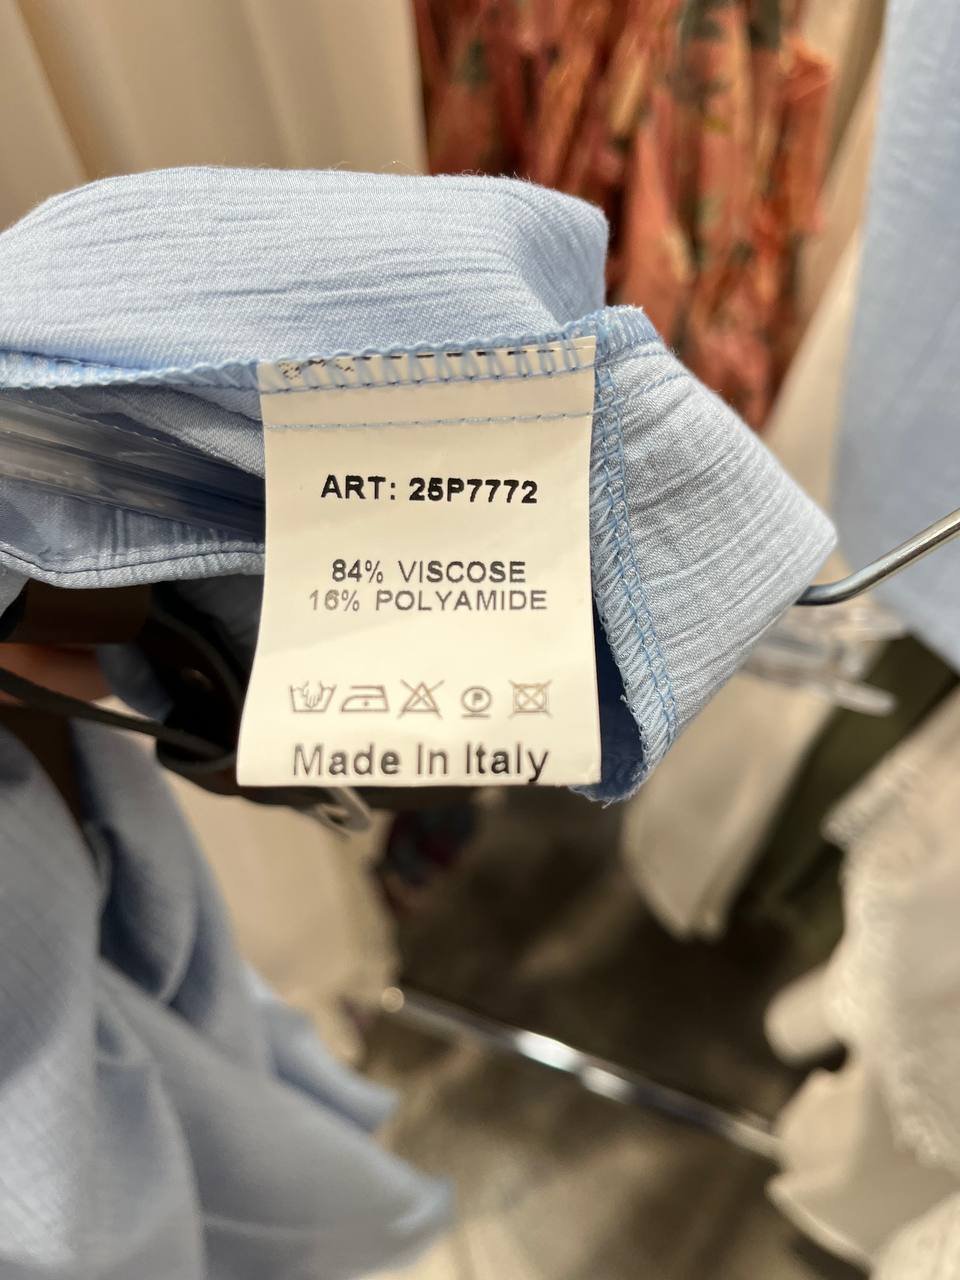 ART: 25P7772
84% VISCOSE
16% POLYAMIDE
P
Made In Italy